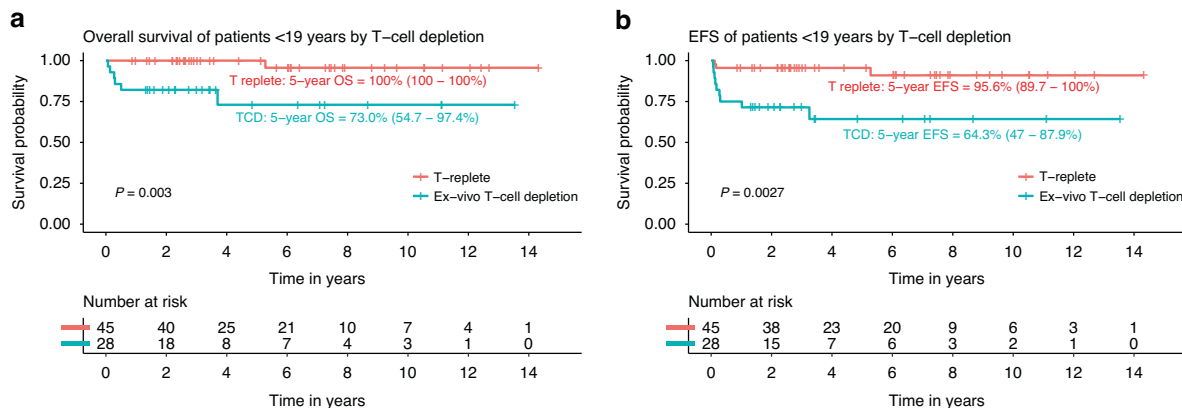 a
Overall survival of patients <19 years by T-cell depletion
Survival probability
1.00
0.75
0.50
0.25
0.00
T replete: 5-year OS = 100% (100 – 100%)
TCD: 5-year OS = 73.0% (54.7 – 97.4%)
P = 0.003
T-replete
Ex–vivo T–cell depletion
0 2 4 6 8 10 12 14
Time in years
Number at risk
45 40 25 21 10 7 4 1
28 18 8 7 4 3 1 0
0 2 4 6 8 10 12 14
Time in years
b
EFS of patients <19 years by T-cell depletion
Survival probability
1.00
0.75
0.50
0.25
0.00
T replete: 5-year EFS = 95.6% (89.7 – 100%)
TCD: 5-year EFS = 64.3% (47 – 87.9%)
P = 0.0027
T-replete
Ex–vivo T–cell depletion
0 2 4 6 8 10 12 14
Time in years
Number at risk
45 38 23 20 9 6 3 1
28 15 7 6 3 2 1 0
0 2 4 6 8 10 12 14
Time in years